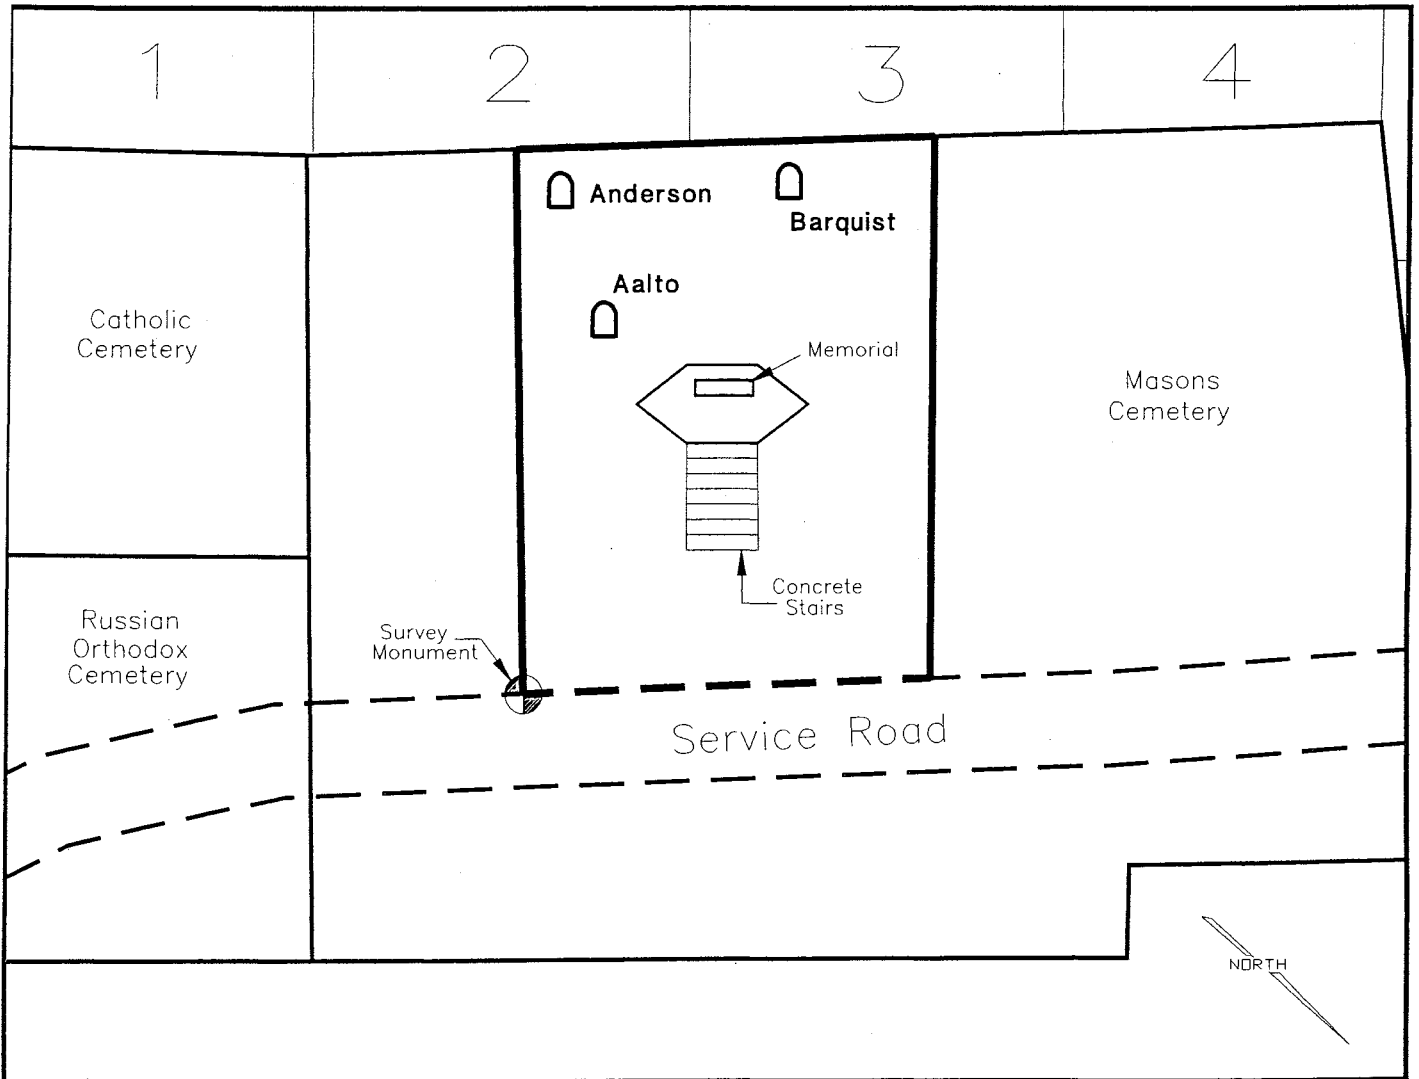 1
2
3
4
Anderson
Barquist
Aalto
Catholic
Cemetery
Memorial
Masons
Cemetery
Concrete
Stairs
Russian
Orthodox
Cemetery
Survey
Monument
Service Road
NORTH